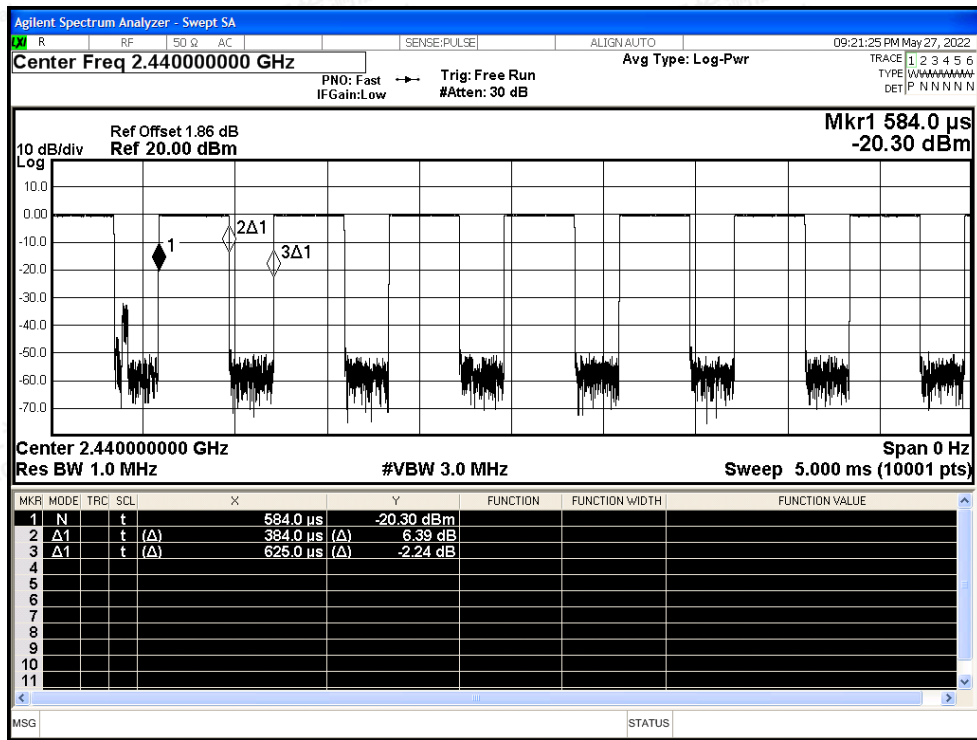 Agilent Spectrum Analyzer - Swept SA
LXI R RF 50 Ω AC SENSE:PULSE ALIGN AUTO 09:21:25 PM May 27, 2022
Center Freq 2.440000000 GHz
PNO: Fast Trig: Free Run Avg Type: Log-Pwr
IFGain:Low #Atten: 30 dB
TRACE 1 2 3 4 5 6
TYPE
DET P N N N N N
Mkr1 584.0 µs
-20.30 dBm
Ref Offset 1.86 dB
10 dB/div Ref 20.00 dBm
Log
10.0
0.00
-10.0
-20.0
-30.0
-40.0
-50.0
-60.0
-70.0
1
2Δ1
3Δ1
Center 2.440000000 GHz Span 0 Hz
Res BW 1.0 MHz #VBW 3.0 MHz Sweep 5.000 ms (10001 pts)
MKR MODE TRC SCL X Y FUNCTION FUNCTION WIDTH FUNCTION VALUE
1 N t 584.0 µs -20.30 dBm
2 Δ1 t (Δ) 384.0 µs (Δ) 6.39 dB
3 Δ1 t (Δ) 625.0 µs (Δ) -2.24 dB
4
5
6
7
8
9
10
11
MSG STATUS